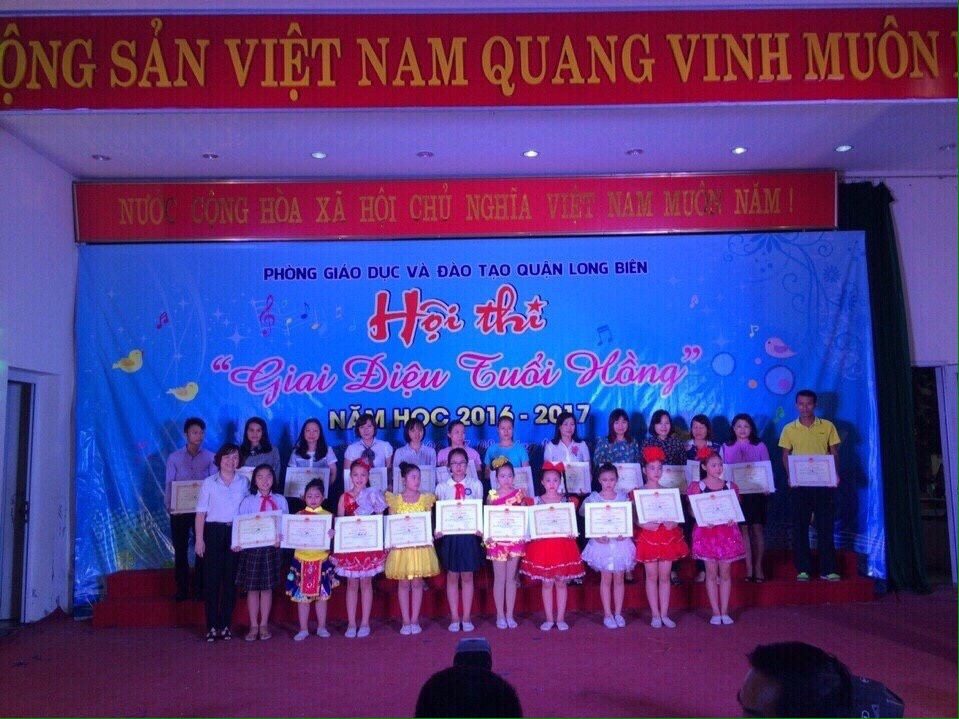 ỘNG SẢN VIỆT NAM QUANG VINH MUÔN
NƯỚC CỘNG HÒA XÃ HỘI CHỦ NGHĨA VIỆT NAM MUÔN NĂM !
PHÒNG GIÁO DỤC VÀ ĐÀO TẠO QUẬN LONG BIÊN
Hội thi
“Giai Điệu Tuổi Hồng”
NĂM HỌC 2016 - 2017